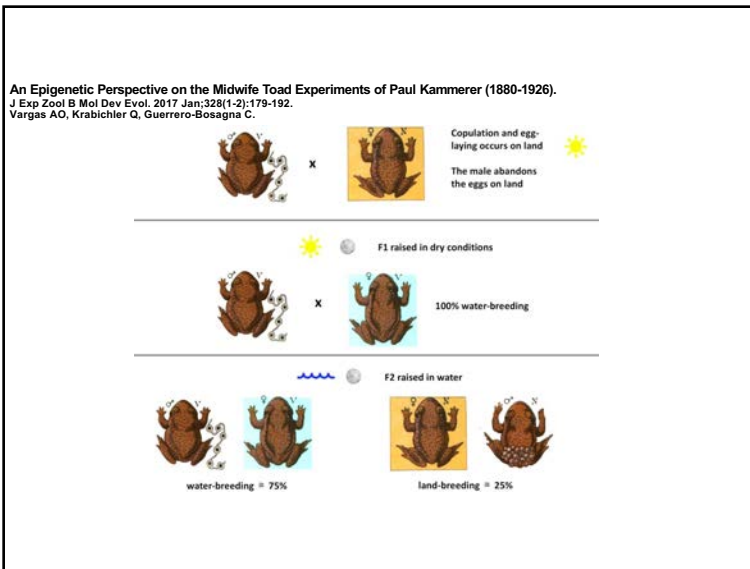 An Epigenetic Perspective on the Midwife Toad Experiments of Paul Kammerer (1880-1926).
J Exp Zool B Mol Dev Evol. 2017 Jan;328(1-2):179-192.
Vargas AO, Krabichler Q, Guerrero-Bosagna C.
Copulation and egg-
laying occurs on land
x
The male abandons
the eggs on land
F1 raised in dry conditions
x
100% water-breeding
F2 raised in water
water-breeding = 75%
land-breeding = 25%